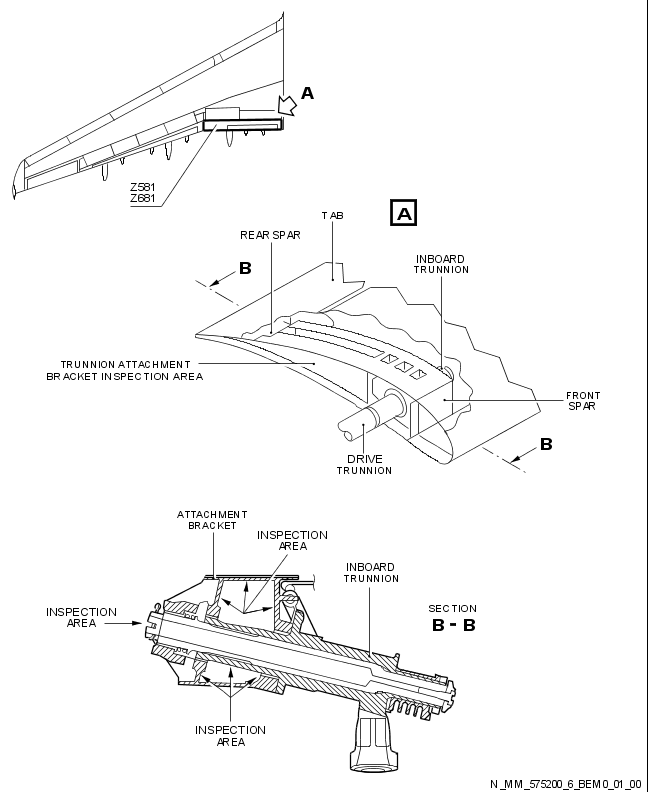 A
Z581
Z681
A
TAB
REAR SPAR
INBOARD
TRUNNION
B
TRUNNION ATTACHMENT
BRACKET INSPECTION AREA
FRONT
SPAR
B
DRIVE
TRUNNION
ATTACHMENT
BRACKET
INSPECTION
AREA
INBOARD
TRUNNION
INSPECTION
AREA
SECTION
B - B
INSPECTION
AREA
N_MM_575200_6_BEM0_01_00